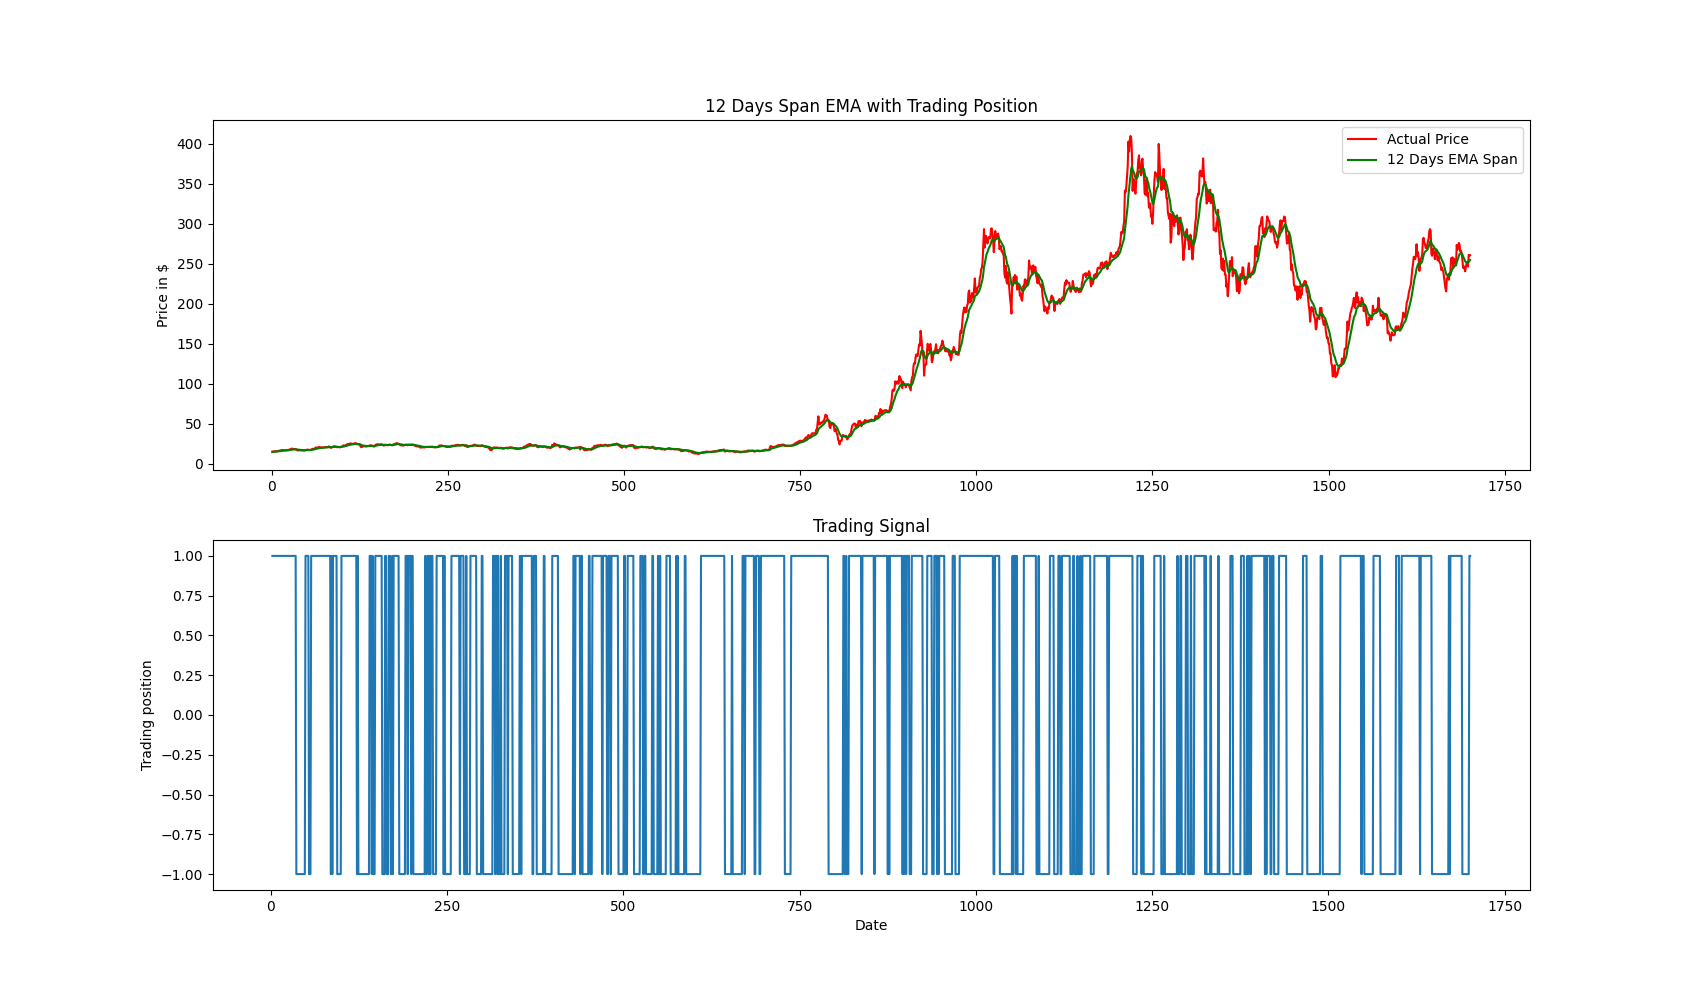 12 Days Span EMA with Trading Position
Actual Price
12 Days EMA Span
Price in $
400
350
300
250
200
150
100
50
0
0 250 500 750 1000 1250 1500 1750
Trading Signal
Trading position
1.00
0.75
0.50
0.25
0.00
−0.25
−0.50
−0.75
−1.00
0 250 500 750 1000 1250 1500 1750
Date